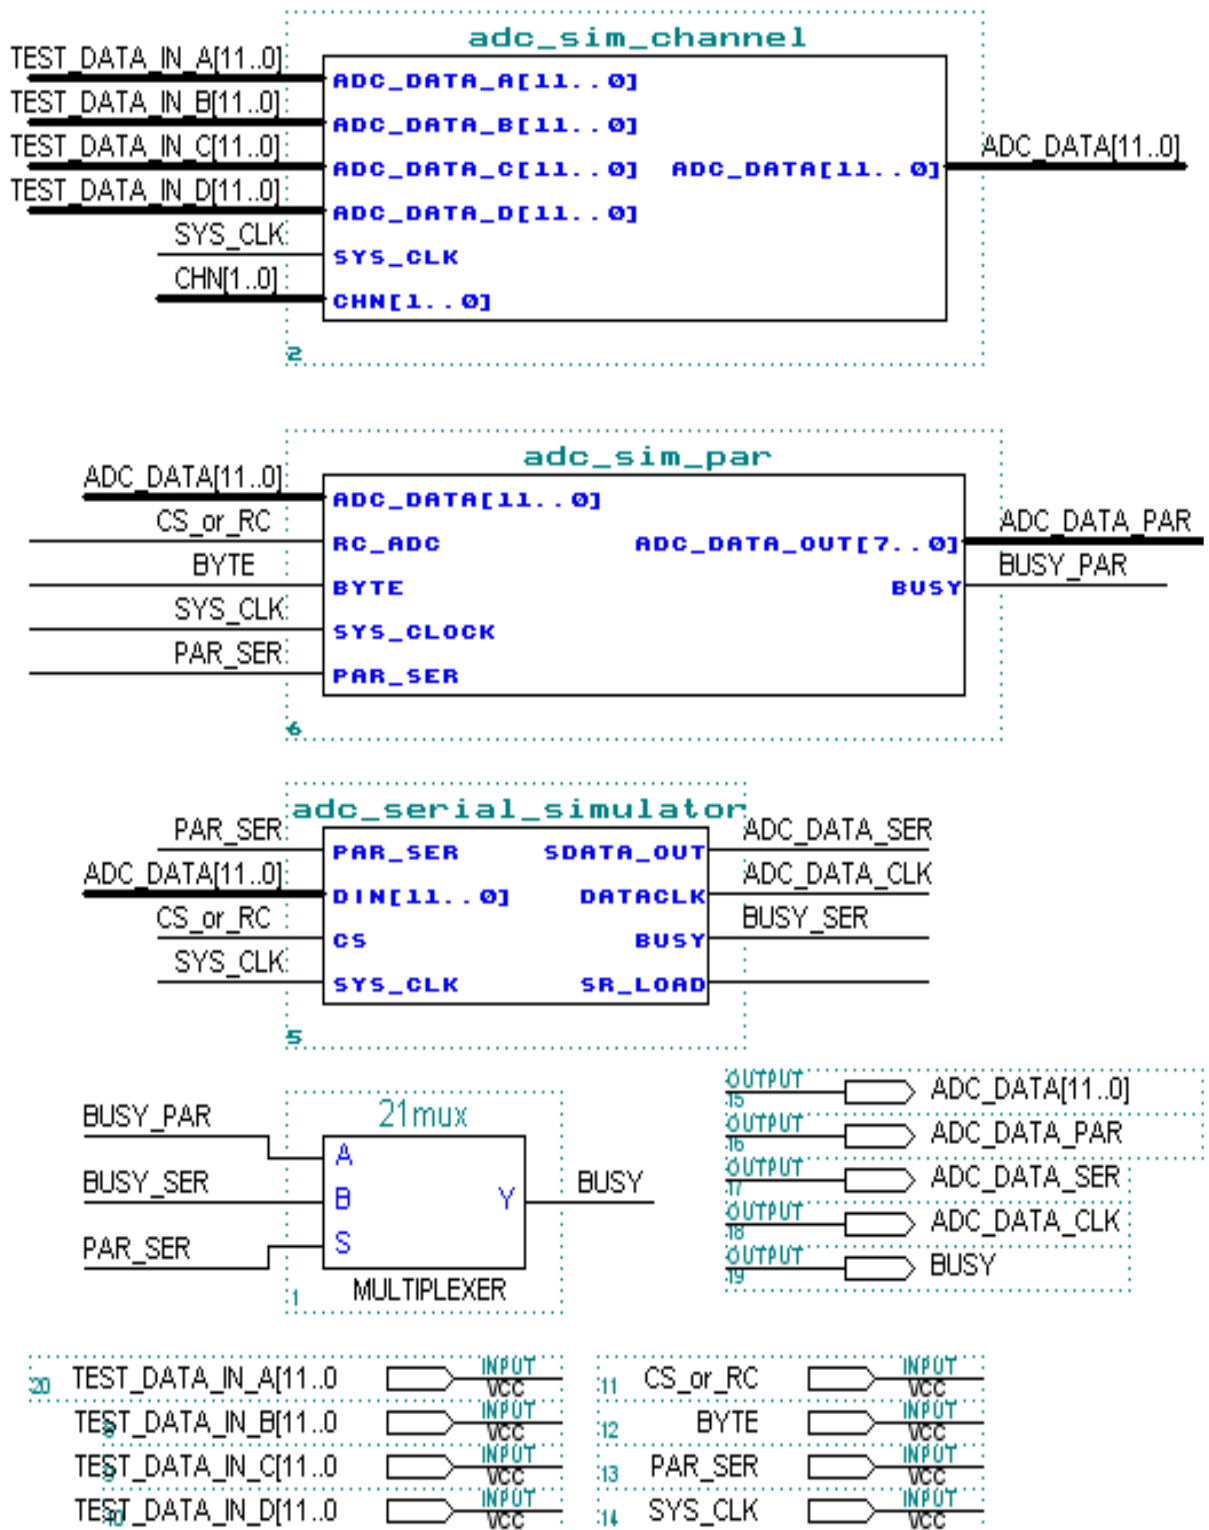 adc_sim_channel
TEST_DATA_IN_A[11..0] ADC_DATA_A[11..0]
TEST_DATA_IN_B[11..0] ADC_DATA_B[11..0]
TEST_DATA_IN_C[11..0] ADC_DATA_C[11..0] ADC_DATA[11..0] ADC_DATA[11..0]
TEST_DATA_IN_D[11..0] ADC_DATA_D[11..0]
SYS_CLK SYS_CLK
CHN[1..0] CHN[1..0]
2
adc_sim_par
ADC_DATA[11..0] ADC_DATA[11..0]
CS_or_RC RC_ADC ADC_DATA_OUT[7..0] ADC_DATA_PAR
BYTE BYTE BUSY BUSY_PAR
SYS_CLK SYS_CLOCK
PAR_SER PAR_SER
6
adc_serial_simulator
PAR_SER PAR_SER SDATA_OUT ADC_DATA_SER
ADC_DATA[11..0] DIN[11..0] DATACLK ADC_DATA_CLK
CS_or_RC CS BUSY BUSY_SER
SYS_CLK SYS_CLK SR_LOAD
5
21mux
BUSY_PAR A
BUSY_SER B Y BUSY
PAR_SER S
MULTIPLEXER
1
OUTPUT 15 ADC_DATA[11..0]
OUTPUT 16 ADC_DATA_PAR
OUTPUT 17 ADC_DATA_SER
OUTPUT 18 ADC_DATA_CLK
OUTPUT 19 BUSY
20 TEST_DATA_IN_A[11..0 INPUT VCC
TEST_DATA_IN_B[11..0 INPUT VCC
TEST_DATA_IN_C[11..0 INPUT VCC
10 TEST_DATA_IN_D[11..0 INPUT VCC
11 CS_or_RC INPUT VCC
12 BYTE INPUT VCC
13 PAR_SER INPUT VCC
14 SYS_CLK INPUT VCC